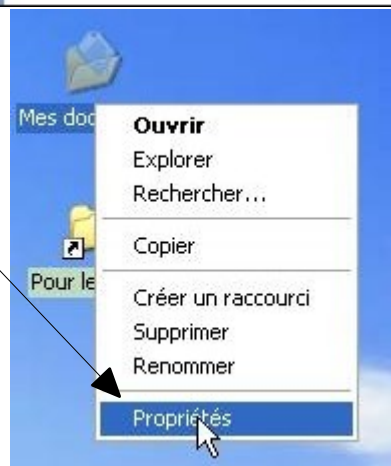 Mes doc
Ouvrir
Explorer
Rechercher...
Copier
Pour le
Créer un raccourci
Supprimer
Renommer
Propriétés